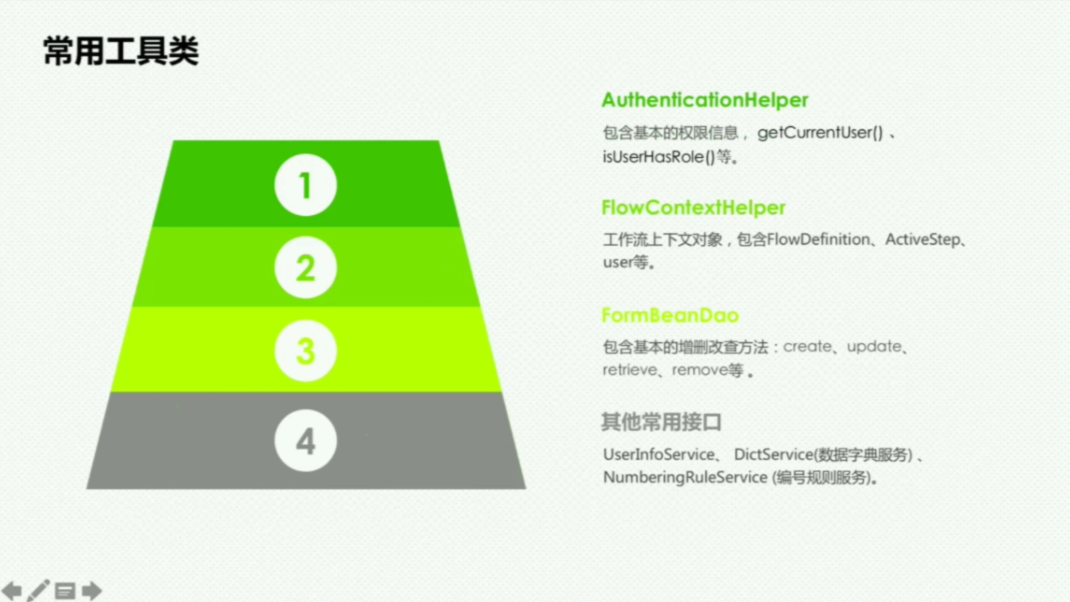 常用工具类
1
2
3
4
AuthenticationHelper
包含基本的权限信息，getCurrentUser() 、
isUserHasRole()等。
FlowContextHelper
工作流上下文对象，包含FlowDefinition、ActiveStep、
user等。
FormBeanDao
包含基本的增删改查方法：create、update、
retrieve、remove等 。
其他常用接口
UserInfoService、 DictService(数据字典服务) 、
NumberingRuleService (编号规则服务)。